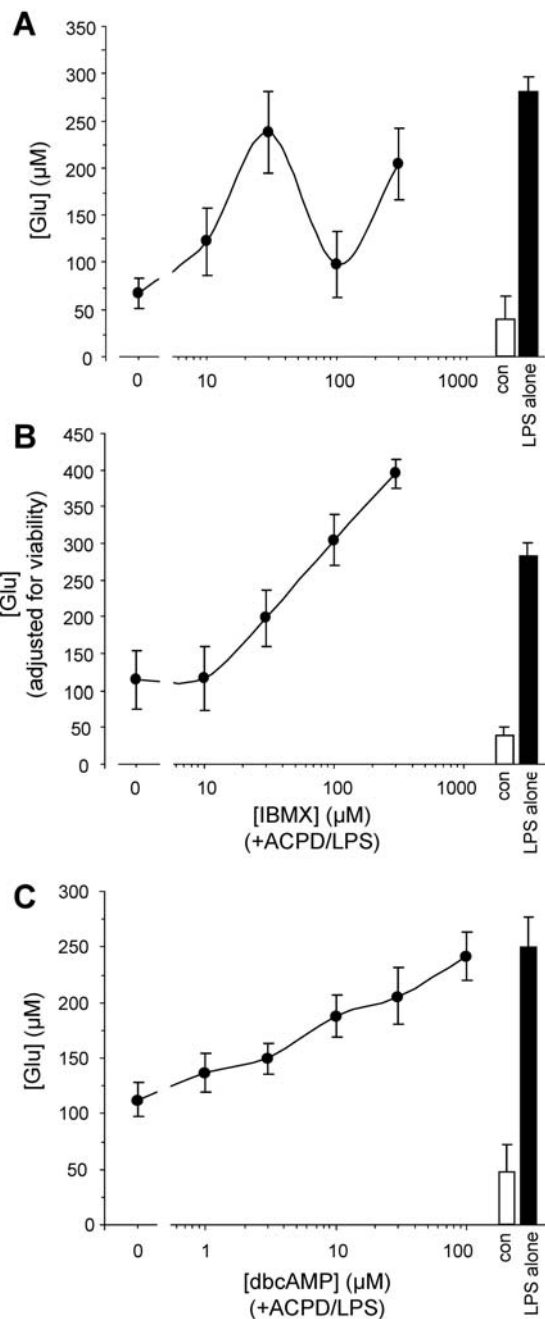 A
[Glu] (µM)
350
300
250
200
150
100
50
0
0 10 100 1000
con
LPS alone
B
[Glu]
(adjusted for viability)
450
400
350
300
250
200
150
100
50
0
0 10 100 1000
con
LPS alone
[IBMX] (µM)
(+ACPD/LPS)
C
[Glu] (µM)
300
250
200
150
100
50
0
0 1 10 100
con
LPS alone
[dbcAMP] (µM)
(+ACPD/LPS)